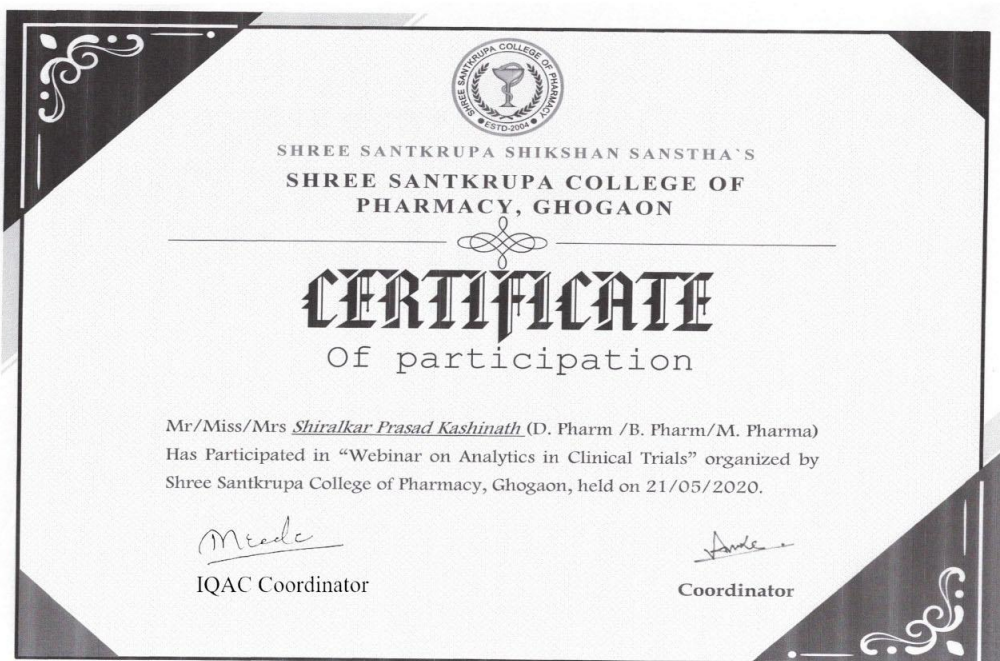 SHREE SANTKRUPA COLLEGE OF PHARMACY
ESTD-2004
SHREE SANTKRUPA SHIKSHAN SANSTHA`S
SHREE SANTKRUPA COLLEGE OF
PHARMACY, GHOGAON
CERTIFICATE
Of participation
Mr/Miss/Mrs Shiralkar Prasad Kashinath (D. Pharm /B. Pharm/M. Pharma)
Has Participated in “Webinar on Analytics in Clinical Trials” organized by
Shree Santkrupa College of Pharmacy, Ghogaon, held on 21/05/2020.
IQAC Coordinator
Coordinator